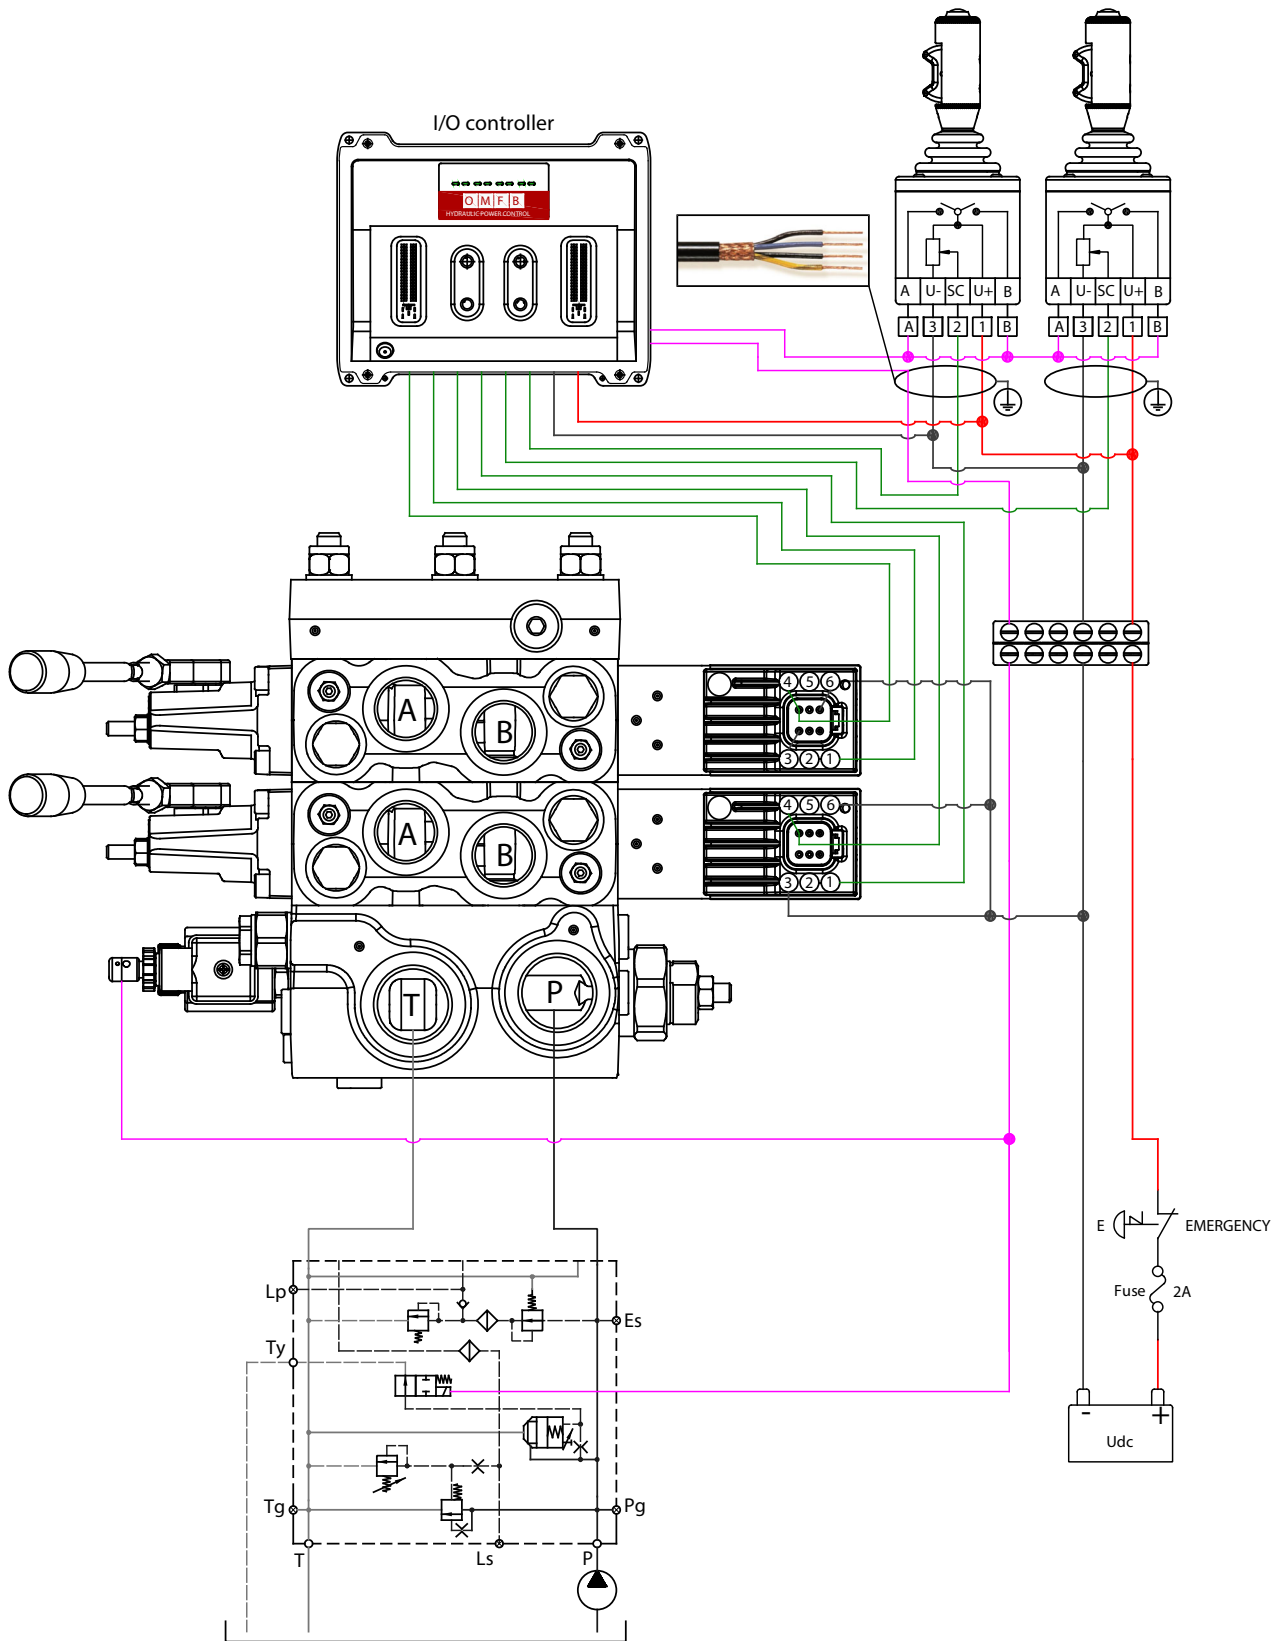 I/O controller
O M F B
HYDRAULIC POWER CONTROL
A U- SC U+ B
A 3 2 1 B
A U- SC U+ B
A 3 2 1 B
4 5 6
A
B
3 2 1
4 5 6
A
B
3 2 1
T
P
E
EMERGENCY
Fuse 2A
Lp
Es
Ty
- +
Udc
Tg
Pg
T
Ls
P